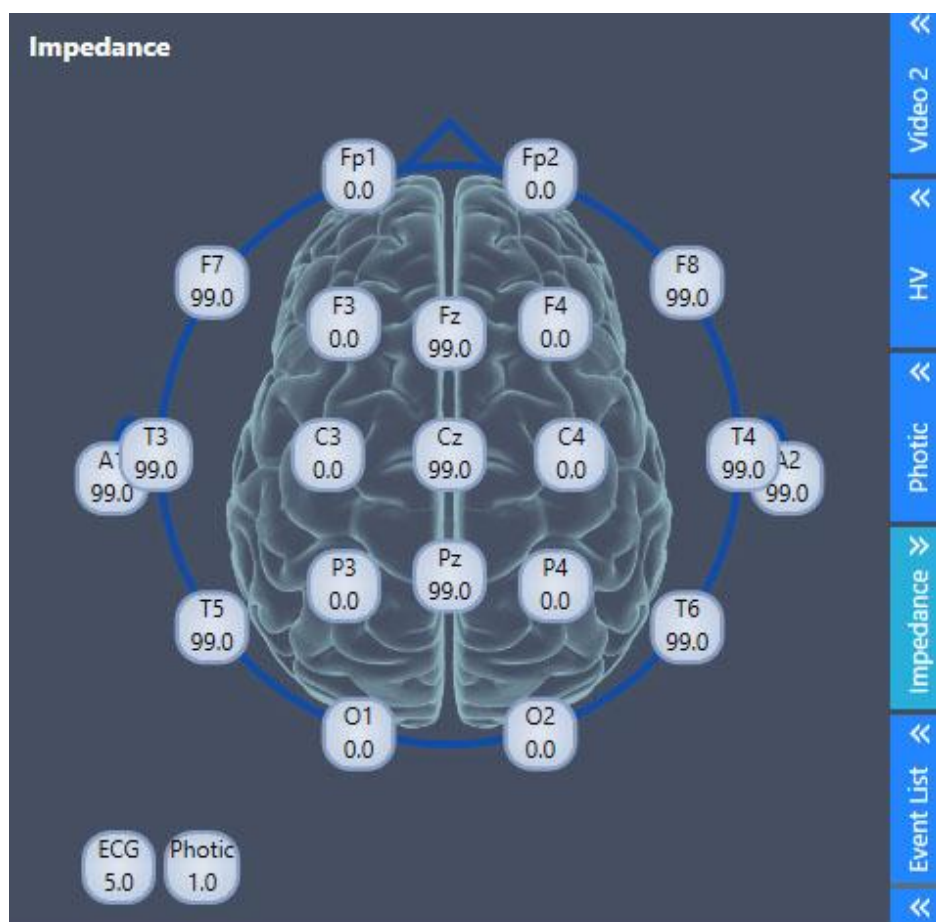 Impedance
Fp1
0.0
Fp2
0.0
F7
99.0
F8
99.0
F3
0.0
Fz
99.0
F4
0.0
A1
99.0
T3
99.0
C3
0.0
Cz
99.0
C4
0.0
T4
99.0
A2
99.0
P3
0.0
Pz
99.0
P4
0.0
T5
99.0
T6
99.0
O1
0.0
O2
0.0
ECG
5.0
Photic
1.0
Video 2
HV
Photic
Impedance
Event List